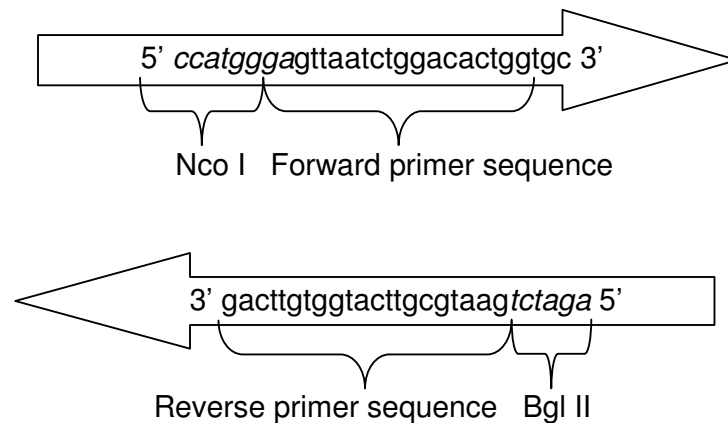 5’ ccatgggagttaatctggacactggtgc 3’
Nco I Forward primer sequence
3’ gacttgtggtacttgcgtaagtctaga 5’
Reverse primer sequence Bgl II